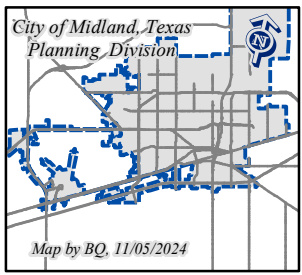 City of Midland, Texas
Planning Division
N
Map by BQ, 11/05/2024